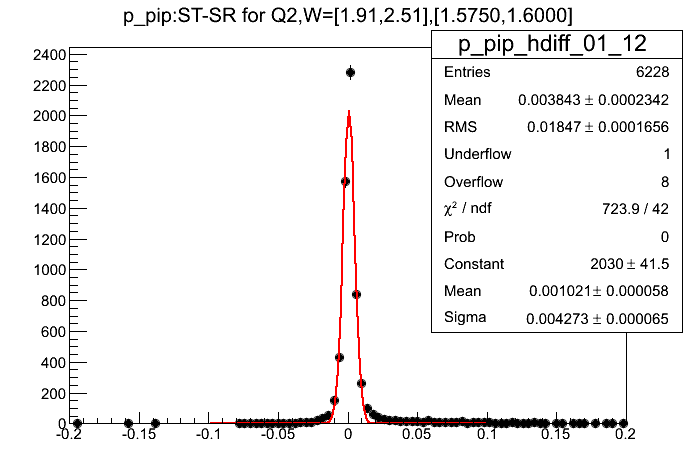 p_pip:ST-SR for Q2,W=[1.91,2.51],[1.5750,1.6000]
p_pip_hdiff_01_12
Entries 6228
Mean 0.003843 ± 0.0002342
RMS 0.01847 ± 0.0001656
Underflow 1
Overflow 8
χ² / ndf 723.9 / 42
Prob 0
Constant 2030 ± 41.5
Mean 0.001021 ± 0.000058
Sigma 0.004273 ± 0.000065
2400
2200
2000
1800
1600
1400
1200
1000
800
600
400
200
0
-0.2 -0.15 -0.1 -0.05 0 0.05 0.1 0.15 0.2